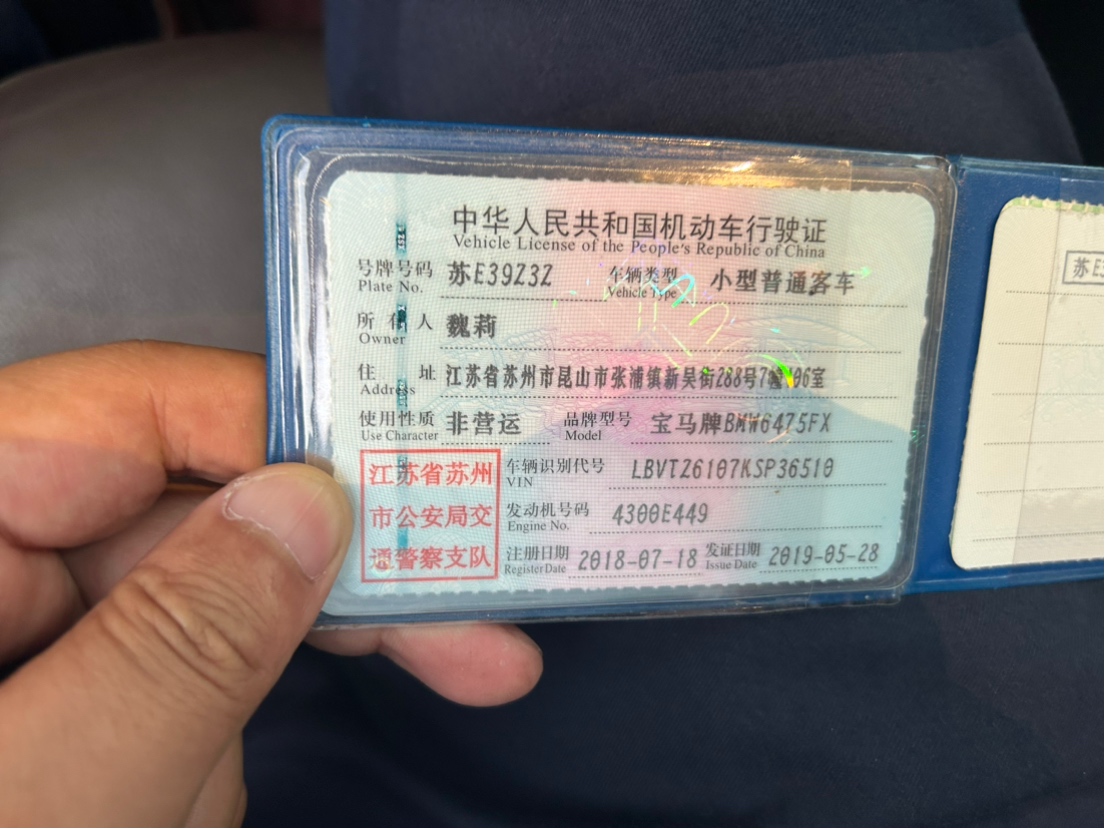 中华人民共和国机动车行驶证
Vehicle License of the People's Republic of China
号牌号码 苏E39Z3Z 车辆类型 小型普通客车
Plate No. Vehicle Type
所有人 魏莉
Owner
住址 江苏省苏州市昆山市张浦镇新吴街288号7幢 06室
Address
使用性质 非营运 品牌型号 宝马牌BMW6475FX
Use Character Model
江苏省苏州
市公安局交
通警察支队
车辆识别代号 LBVTZ6107KSP36510
VIN
发动机号码 4300E449
Engine No.
注册日期 2018-07-18 发证日期 2019-05-28
Register Date Issue Date
苏E3